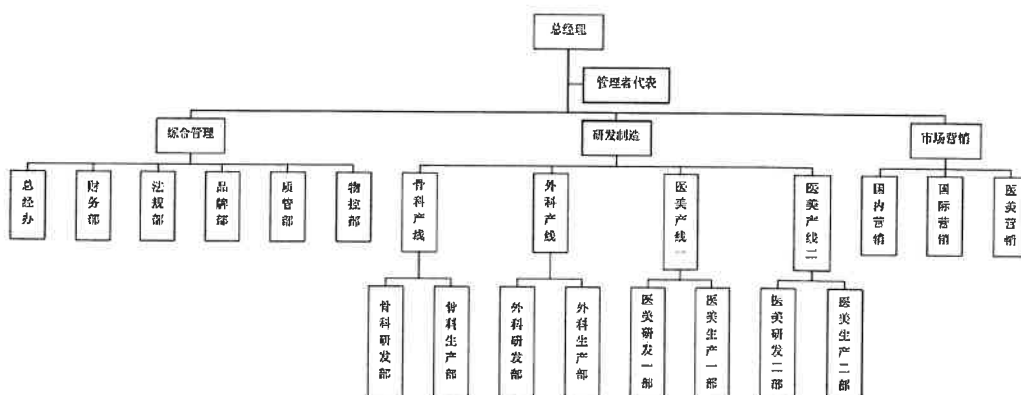 总经理
管理者代表
综合管理
研发制造
市场营销
总经办
财务部
法规部
品牌部
质管部
物控部
骨科产线
外科产线
医美产线一
医美产线二
国内营销
国际营销
医美营销
骨科研发部
骨科生产部
外科研发部
外科生产部
医美研发一部
医美生产一部
医美研发二部
医美生产二部